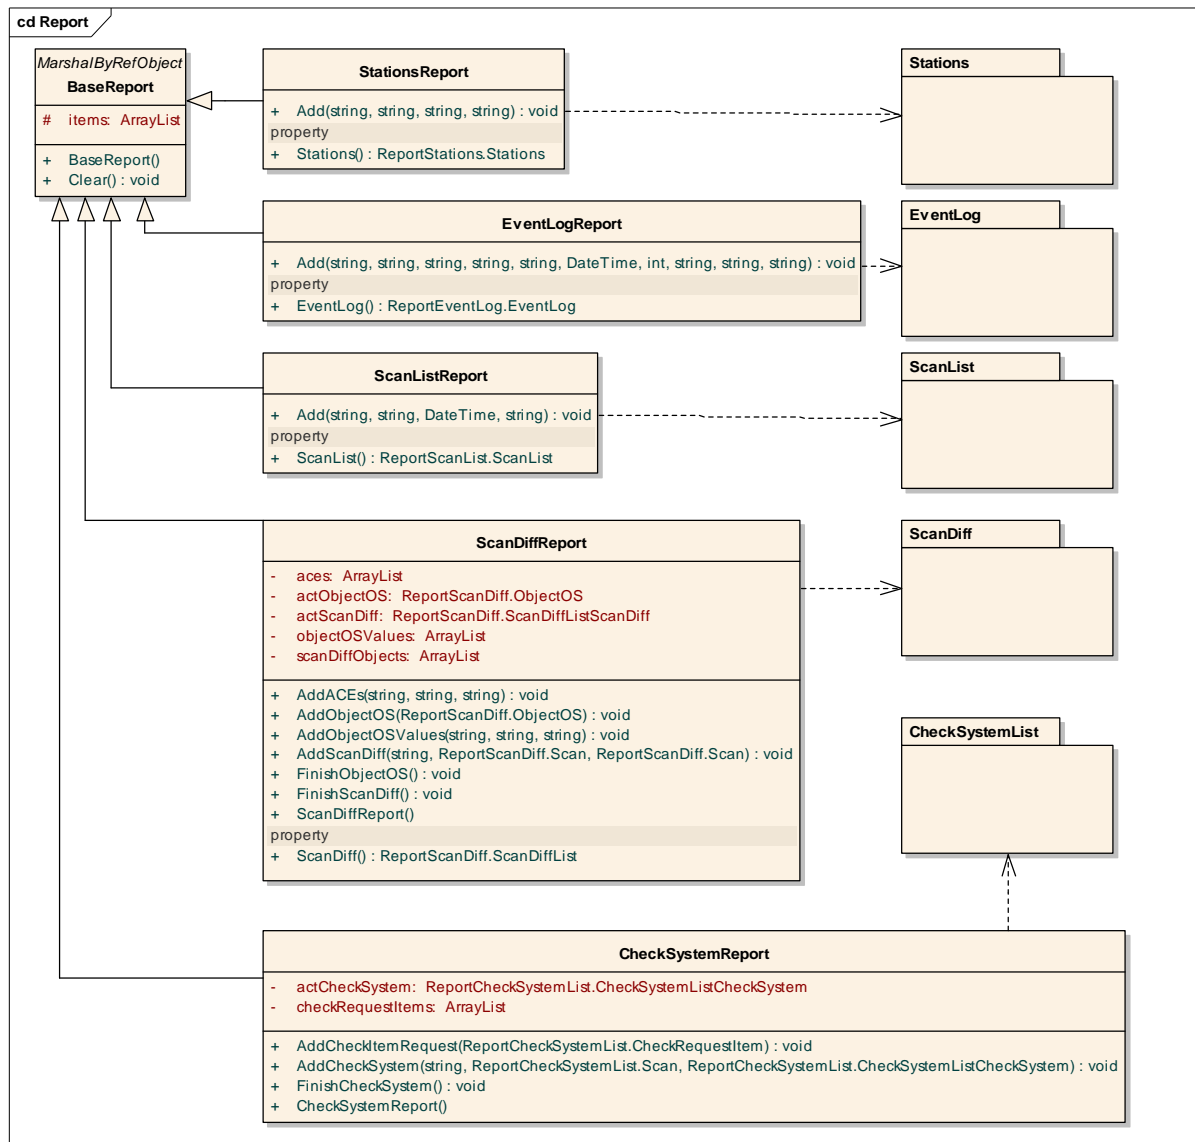 cd Report
MarshalByRefObject
BaseReport
# items: ArrayList
+ BaseReport()
+ Clear() : void
StationsReport
+ Add(string, string, string, string) : void
property
+ Stations() : ReportStations.Stations
Stations
EventLogReport
+ Add(string, string, string, string, string, DateTime, int, string, string, string) : void
property
+ EventLog() : ReportEventLog.EventLog
EventLog
ScanListReport
+ Add(string, string, DateTime, string) : void
property
+ ScanList() : ReportScanList.ScanList
ScanList
ScanDiffReport
- aces: ArrayList
- actObjectOS: ReportScanDiff.ObjectOS
- actScanDiff: ReportScanDiff.ScanDiffListScanDiff
- objectOSValues: ArrayList
- scanDiffObjects: ArrayList
+ AddACEs(string, string, string) : void
+ AddObjectOS(ReportScanDiff.ObjectOS) : void
+ AddObjectOSValues(string, string, string) : void
+ AddScanDiff(string, ReportScanDiff.Scan, ReportScanDiff.Scan) : void
+ FinishObjectOS() : void
+ FinishScanDiff() : void
+ ScanDiffReport()
property
+ ScanDiff() : ReportScanDiff.ScanDiffList
ScanDiff
CheckSystemList
CheckSystemReport
- actCheckSystem: ReportCheckSystemList.CheckSystemListCheckSystem
- checkRequestItems: ArrayList
+ AddCheckItemRequest(ReportCheckSystemList.CheckRequestItem) : void
+ AddCheckSystem(string, ReportCheckSystemList.Scan, ReportCheckSystemList.CheckSystemListCheckSystem) : void
+ FinishCheckSystem() : void
+ CheckSystemReport()